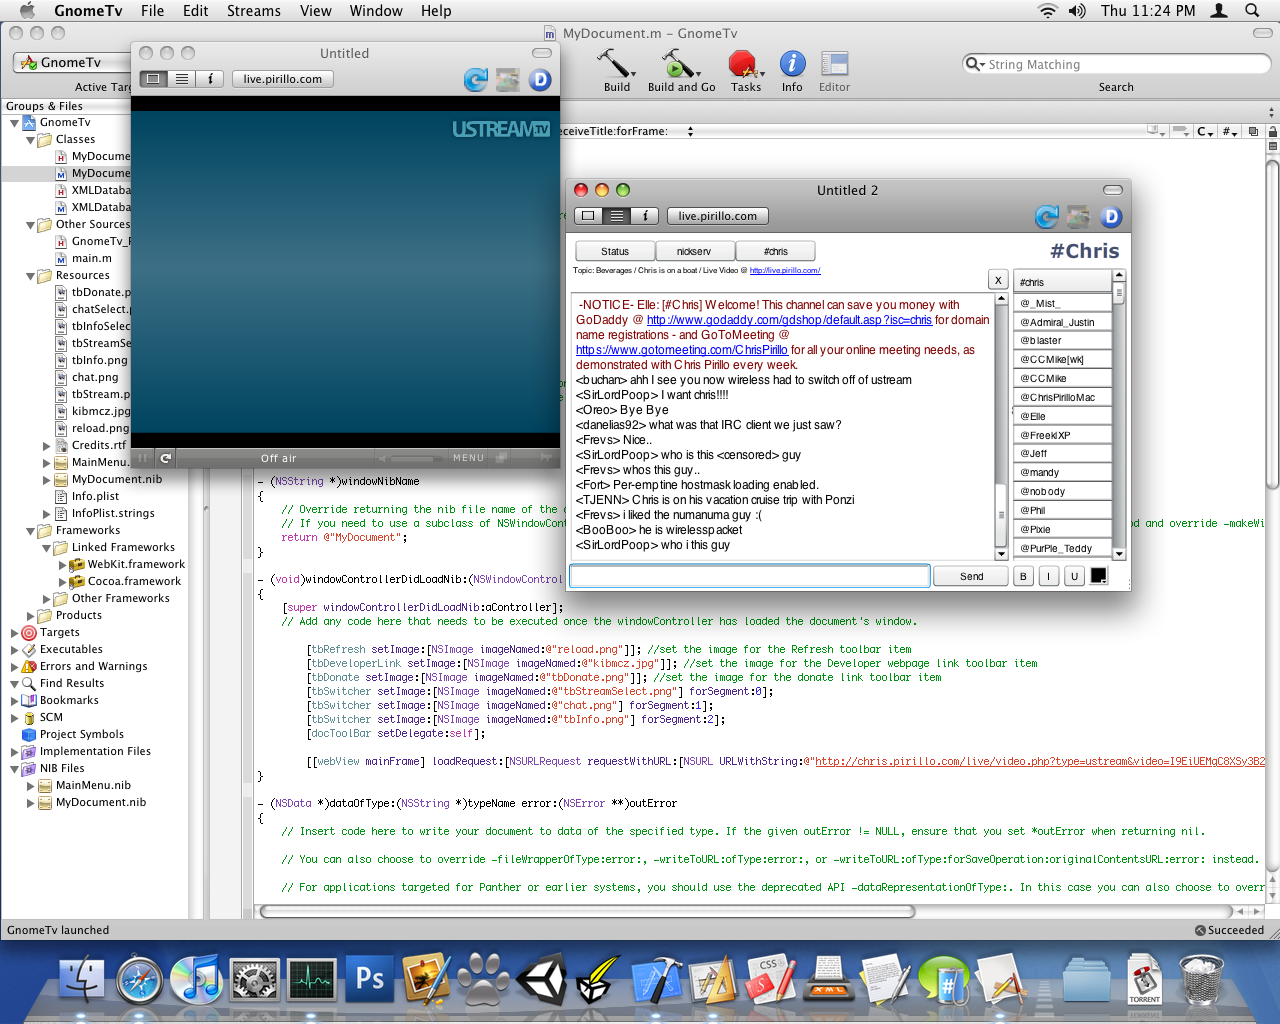 GnomeTv File Edit Streams View Window Help Thu 11:24 PM
MyDocument.m – GnomeTv
GnomeTv
Active Targ
Build Build and Go Tasks Info Editor
String Matching
Search
Untitled
live.pirillo.com
D
USTREAM TV
Off air MENU
Groups & Files
GnomeTv
Classes
MyDocume
MyDocume
XMLDataba
XMLDataba
Other Sources
GnomeTv_P
main.m
Resources
tbDonate.p
chatSelect.p
tbInfoSelec
tbStreamSe
tbInfo.png
chat.png
tbStream.p
kibmcz.jpg
reload.png
Credits.rtf
MainMenu.
MyDocument.nib
Info.plist
InfoPlist.strings
Frameworks
Linked Frameworks
WebKit.framework
Cocoa.framework
Other Frameworks
Products
Targets
Executables
Errors and Warnings
Find Results
Bookmarks
SCM
Project Symbols
Implementation Files
NIB Files
MainMenu.nib
MyDocument.nib
eceiveTitle:forFrame:
C #
Untitled 2
live.pirillo.com
D
Status nickserv #chris
#Chris
Topic: Beverages / Chris is on a boat / Live Video @ http://live.pirillo.com/
X
-NOTICE- Elle: [#Chris] Welcome! This channel can save you money with
GoDaddy @ http://www.godaddy.com/gdshop/default.asp?isc=chris for domain
name registrations - and GoToMeeting @
https://www.gotomeeting.com/ChrisPirillo for all your online meeting needs, as
demonstrated with Chris Pirillo every week.
<buchan> ahh I see you now wireless had to switch off of ustream
<SirLordPoop> I want chris!!!!
<Oreo> Bye Bye
<danelias92> what was that IRC client we just saw?
<Frevs> Nice..
<SirLordPoop> who is this <censored> guy
<Frevs> whos this guy..
<Fort> Per-emptine hostmask loading enabled.
<TJENN> Chris is on his vacation cruise trip with Ponzi
<Frevs> i liked the numanuma guy :(
<BooBoo> he is wirelesspacket
<SirLordPoop> who i this guy
#chris
@_Mist_
@Admiral_Justin
@blaster
@CCMike[wk]
@CCMike
@ChrisPirilloMac
@Elle
@FreekIXP
@Jeff
@mandy
@nobody
@Phil
@Pixie
@PurPle_Teddy
Send B I U
- (NSString *)windowNibName
{
// Override returning the nib file name of the d
// If you need to use a subclass of NSWindowCont
d and override -makeWi
return @"MyDocument";
}
- (void)windowControllerDidLoadNib:(NSWindowContr
{
[super windowControllerDidLoadNib:aController];
// Add any code here that needs to be executed once the windowController has loaded the document's window.
[tbRefresh setImage:[NSImage imageNamed:@"reload.png"]]; //set the image for the Refresh toolbar item
[tbDeveloperLink setImage:[NSImage imageNamed:@"kibmcz.jpg"]]; //set the image for the Developer webpage link toolbar item
[tbDonate setImage:[NSImage imageNamed:@"tbDonate.png"]]; //set the image for the donate link toolbar item
[tbSwitcher setImage:[NSImage imageNamed:@"tbStreamSelect.png"] forSegment:0];
[tbSwitcher setImage:[NSImage imageNamed:@"chat.png"] forSegment:1];
[tbSwitcher setImage:[NSImage imageNamed:@"tbInfo.png"] forSegment:2];
[docToolBar setDelegate:self];
[[webView mainFrame] loadRequest:[NSURLRequest requestWithURL:[NSURL URLWithString:@"http://chris.pirillo.com/live/video.php?type=ustream&video=I9EiUEMqC8XSy3B2
}
- (NSData *)dataOfType:(NSString *)typeName error:(NSError **)outError
{
// Insert code here to write your document to data of the specified type. If the given outError != NULL, ensure that you set *outError when returning nil.
// You can also choose to override -fileWrapperOfType:error:, -writeToURL:ofType:error:, or -writeToURL:ofType:forSaveOperation:originalContentsURL:error: instead.
// For applications targeted for Panther or earlier systems, you should use the deprecated API -dataRepresentationOfType:. In this case you can also choose to overr
GnomeTv launched
Succeeded
Ps
CSS
XML
#
TORRENT